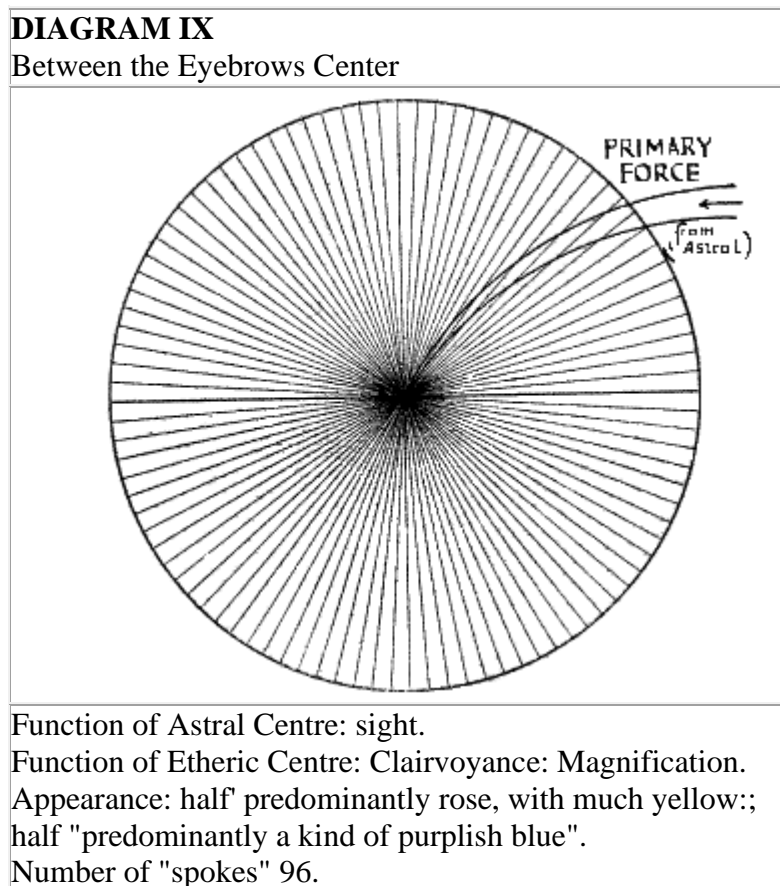 DIAGRAM IX
Between the Eyebrows Center
PRIMARY
FORCE
(from
Astral)
Function of Astral Centre: sight.
Function of Etheric Centre: Clairvoyance: Magnification.
Appearance: half' predominantly rose, with much yellow:;
half "predominantly a kind of purplish blue".
Number of "spokes" 96.